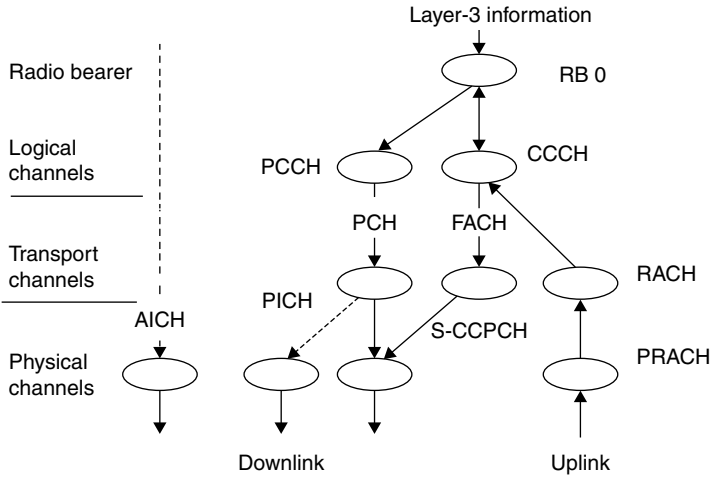 Layer-3 information
Radio bearer
RB 0
Logical
channels
PCCH
CCCH
PCH
FACH
Transport
channels
RACH
PICH
AICH
S-CCPCH
Physical
channels
PRACH
Downlink
Uplink